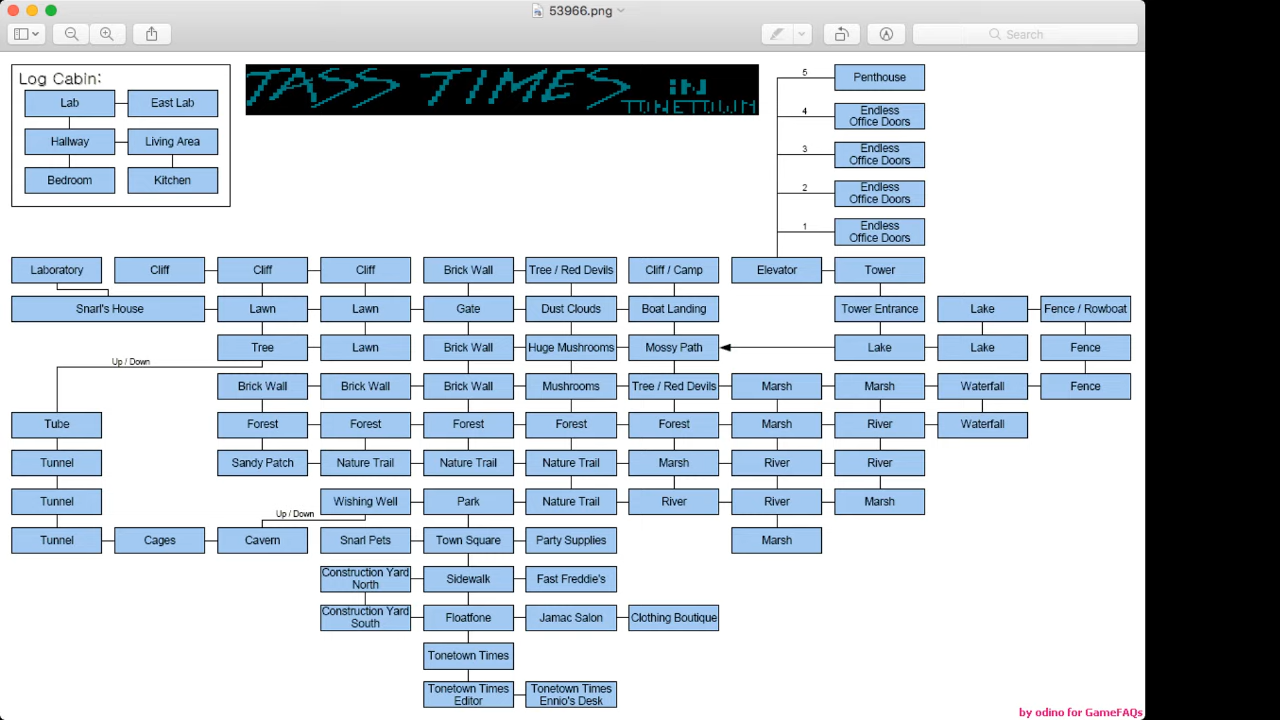 53966.png
Search
Log Cabin:
TASS TIMES IN
TONETOWN
Lab
East Lab
Hallway
Living Area
Bedroom
Kitchen
5
Penthouse
4
Endless
Office Doors
3
Endless
Office Doors
2
Endless
Office Doors
1
Endless
Office Doors
Laboratory
Cliff
Cliff
Cliff
Brick Wall
Tree / Red Devils
Cliff / Camp
Elevator
Tower
Snarl's House
Lawn
Lawn
Gate
Dust Clouds
Boat Landing
Tower Entrance
Lake
Fence / Rowboat
Tree
Lawn
Brick Wall
Huge Mushrooms
Mossy Path
Lake
Lake
Fence
Up / Down
Brick Wall
Brick Wall
Brick Wall
Mushrooms
Tree / Red Devils
Marsh
Marsh
Waterfall
Fence
Tube
Forest
Forest
Forest
Forest
Forest
Marsh
River
Waterfall
Tunnel
Sandy Patch
Nature Trail
Nature Trail
Nature Trail
Marsh
River
River
Tunnel
Wishing Well
Park
Nature Trail
River
River
Marsh
Up / Down
Tunnel
Cages
Cavern
Snarl Pets
Town Square
Party Supplies
Marsh
Construction Yard
North
Sidewalk
Fast Freddie's
Construction Yard
South
Floatfone
Jamac Salon
Clothing Boutique
Tonetown Times
Tonetown Times
Editor
Tonetown Times
Ennio's Desk
by odino for GameFAQs